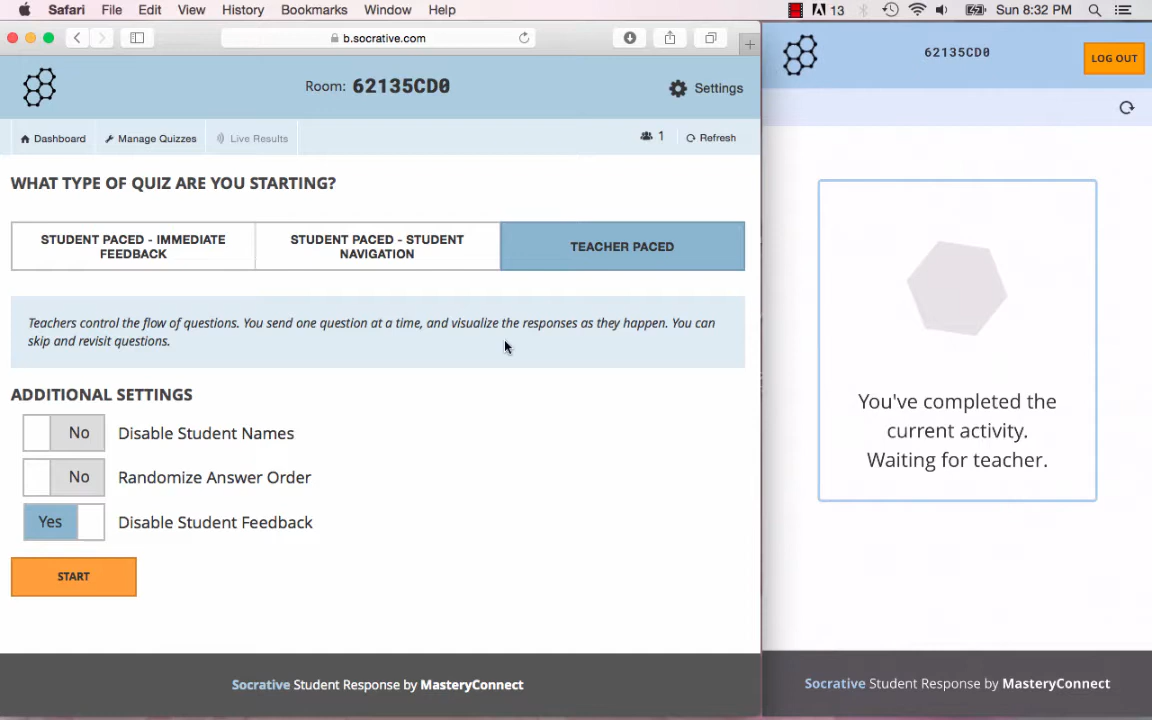 Safari File Edit View History Bookmarks Window Help 13 Sun 8:32 PM
b.socrative.com
Room: 62135CD0 Settings
Dashboard Manage Quizzes Live Results 1 Refresh
WHAT TYPE OF QUIZ ARE YOU STARTING?
STUDENT PACED - IMMEDIATE
FEEDBACK
STUDENT PACED - STUDENT
NAVIGATION
TEACHER PACED
Teachers control the flow of questions. You send one question at a time, and visualize the responses as they happen. You can
skip and revisit questions.
ADDITIONAL SETTINGS
No Disable Student Names
No Randomize Answer Order
Yes Disable Student Feedback
START
Socrative Student Response by MasteryConnect
62135CD0 LOG OUT
You've completed the
current activity.
Waiting for teacher.
Socrative Student Response by MasteryConnect